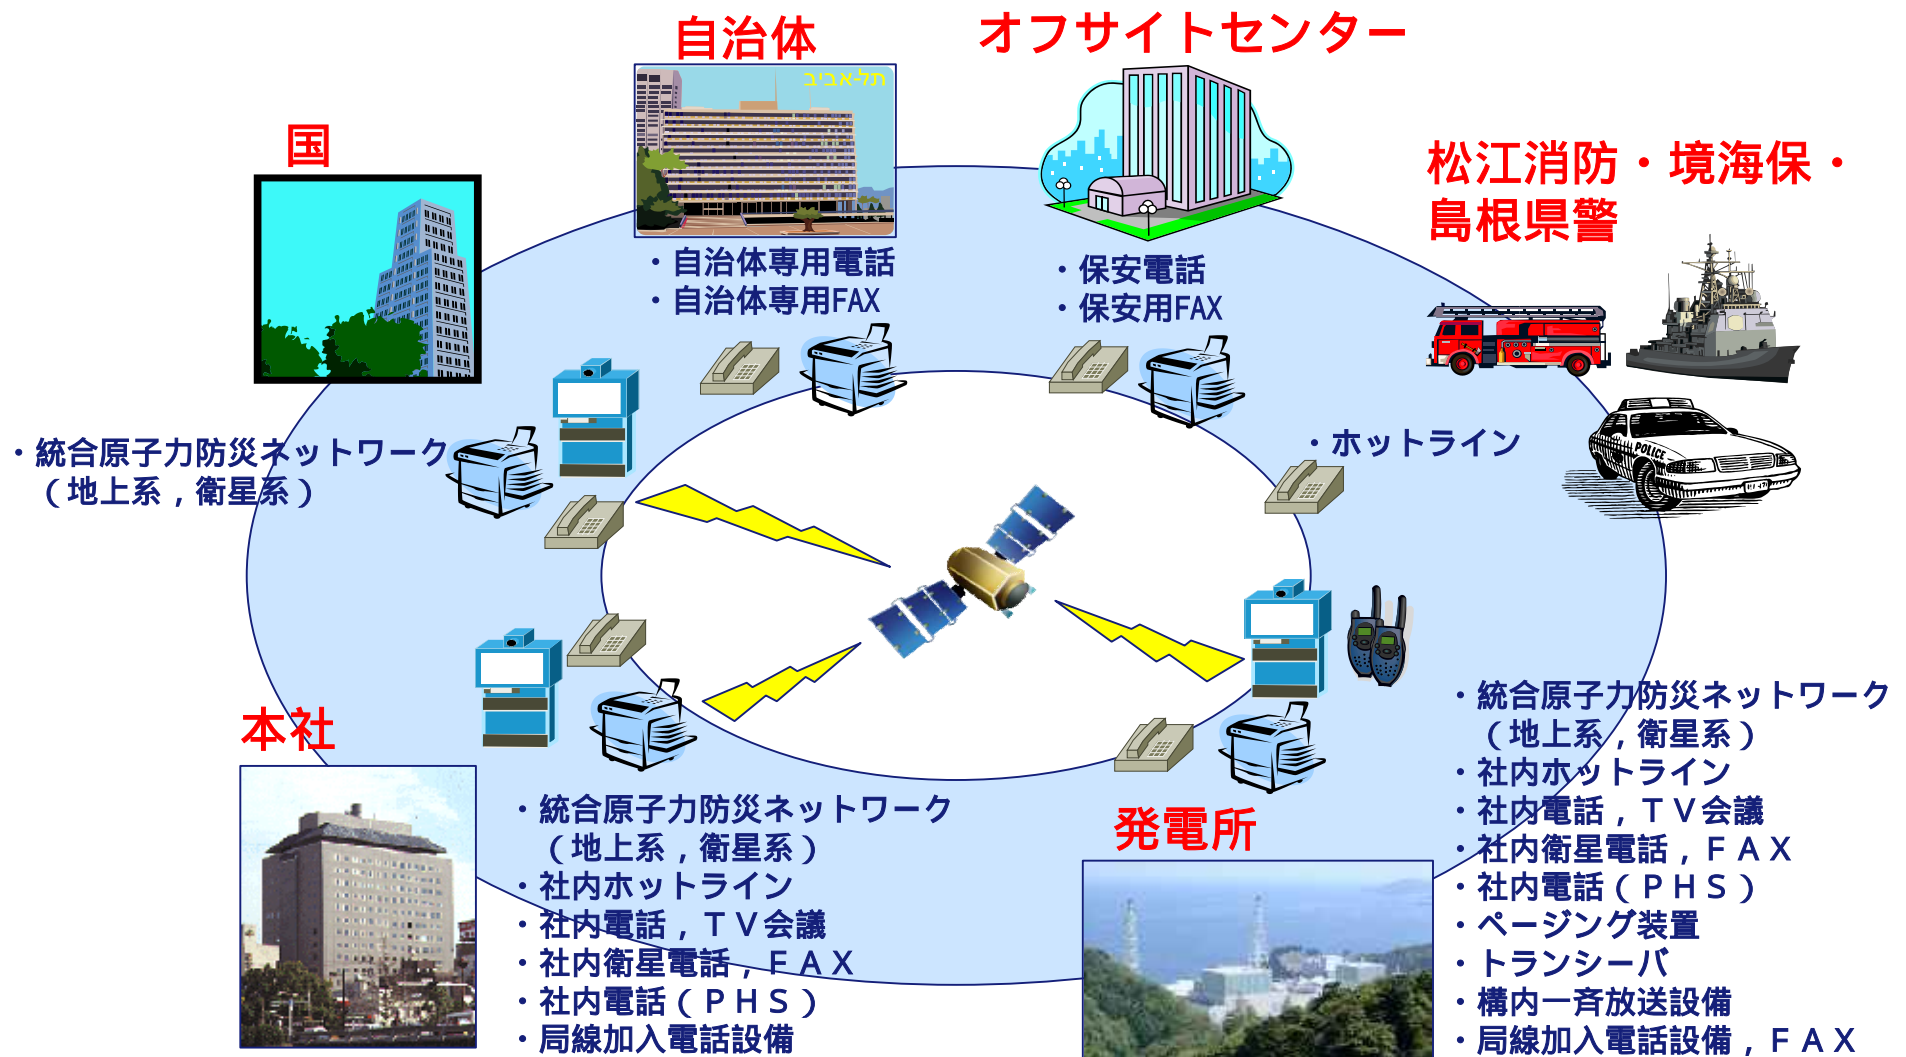 自治体
תל-אביב
・自治体専用電話
・自治体専用FAX
オフサイトセンター
・保安電話
・保安用FAX
国
・統合原子力防災ネットワーク
（地上系，衛星系）
松江消防・境海保・
島根県警
・ホットライン
POLICE
本社
・統合原子力防災ネットワーク
（地上系，衛星系）
・社内ホットライン
・社内電話，ＴＶ会議
・社内衛星電話，ＦＡＸ
・社内電話（ＰＨＳ）
・局線加入電話設備
発電所
・統合原子力防災ネットワーク
（地上系，衛星系）
・社内ホットライン
・社内電話，ＴＶ会議
・社内衛星電話，ＦＡＸ
・社内電話（ＰＨＳ）
・ページング装置
・トランシーバ
・構内一斉放送設備
・局線加入電話設備，ＦＡＸ